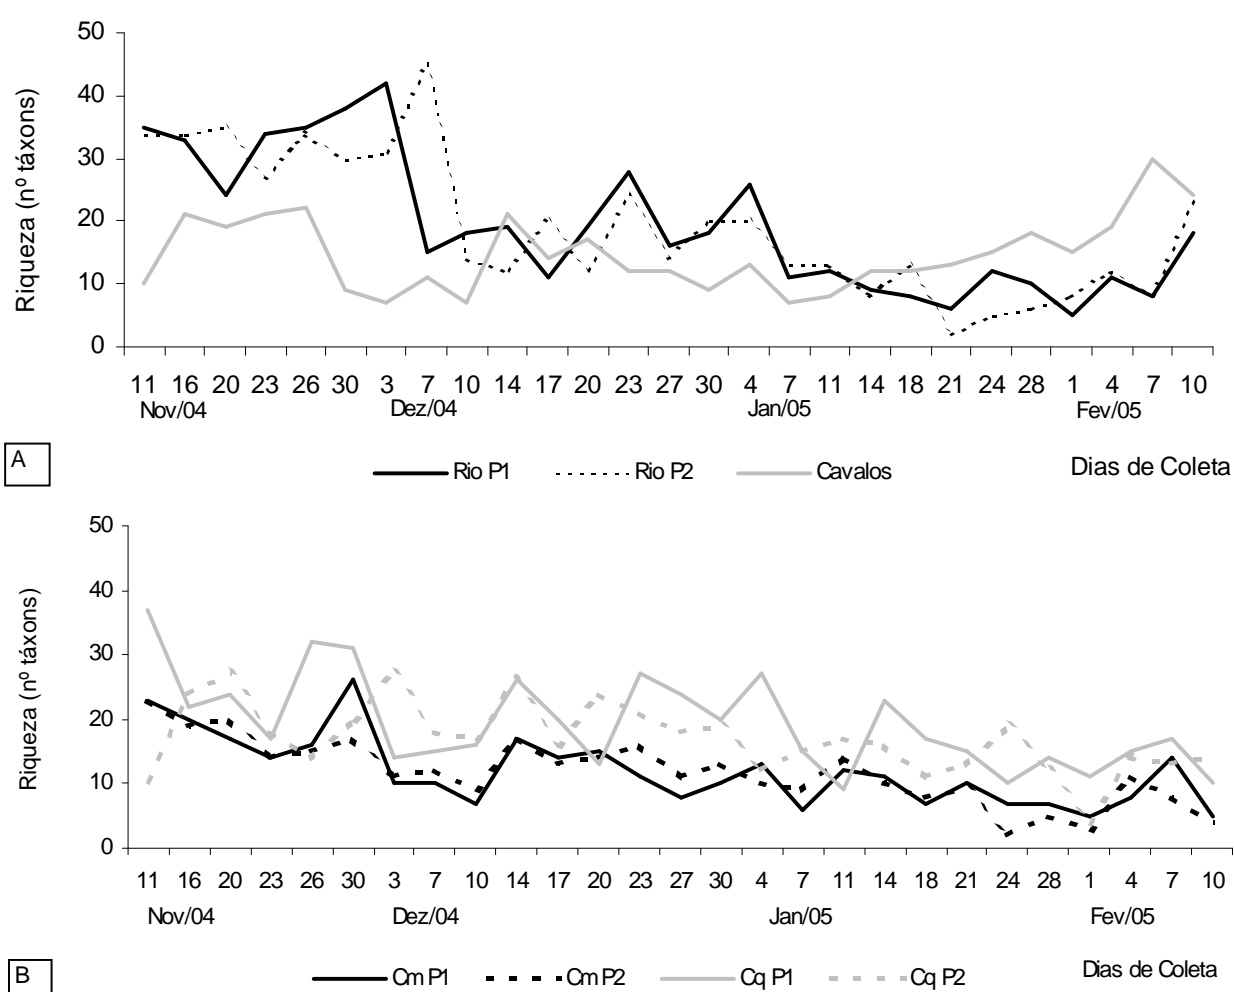 Riqueza (nº táxons)
50
40
30
20
10
0
11 16 20 23 26 30 3 7 10 14 17 20 23 27 30 4 7 11 14 18 21 24 28 1 4 7 10
Nov/04 Dez/04 Jan/05 Fev/05
A
Rio P1 Rio P2 Cavalos
Dias de Coleta
Riqueza (nº táxons)
50
40
30
20
10
0
11 16 20 23 26 30 3 7 10 14 17 20 23 27 30 4 7 11 14 18 21 24 28 1 4 7 10
Nov/04 Dez/04 Jan/05 Fev/05
B
Cm P1 Cm P2 Cq P1 Cq P2
Dias de Coleta